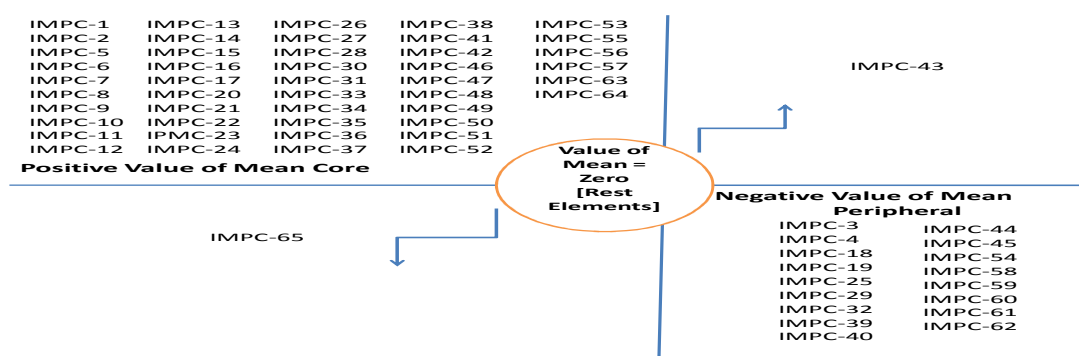 IMPC-1
IMPC-2
IMPC-5
IMPC-6
IMPC-7
IMPC-8
IMPC-9
IMPC-10
IMPC-11
IMPC-12
IMPC-13
IMPC-14
IMPC-15
IMPC-16
IMPC-17
IMPC-20
IMPC-21
IMPC-22
IPMC-23
IMPC-24
IMPC-26
IMPC-27
IMPC-28
IMPC-30
IMPC-31
IMPC-33
IMPC-34
IMPC-35
IMPC-36
IMPC-37
IMPC-38
IMPC-41
IMPC-42
IMPC-46
IMPC-47
IMPC-48
IMPC-49
IMPC-50
IMPC-51
IMPC-52
IMPC-53
IMPC-55
IMPC-56
IMPC-57
IMPC-63
IMPC-64
Positive Value of Mean Core
IMPC-43
Value of
Mean =
Zero
[Rest
Elements]
IMPC-65
Negative Value of Mean
Peripheral
IMPC-3
IMPC-4
IMPC-18
IMPC-19
IMPC-25
IMPC-29
IMPC-32
IMPC-39
IMPC-40
IMPC-44
IMPC-45
IMPC-54
IMPC-58
IMPC-59
IMPC-60
IMPC-61
IMPC-62